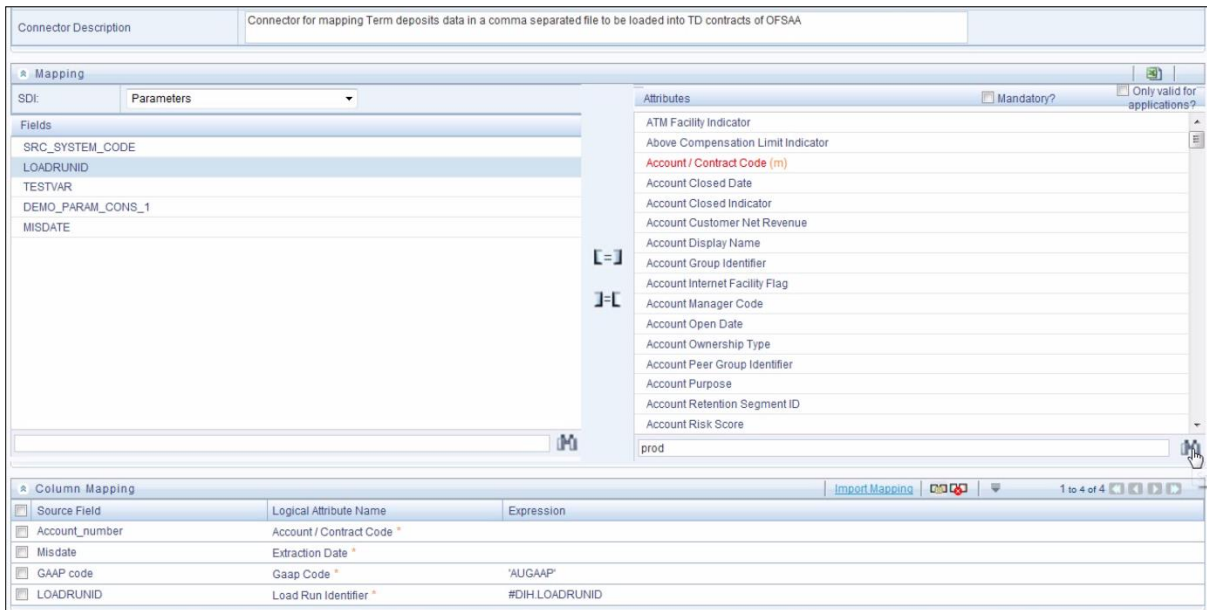 Connector Description
Connector for mapping Term deposits data in a comma separated file to be loaded into TD contracts of OFSAA
Mapping
SDI: Parameters
Fields
SRC_SYSTEM_CODE
LOADRUNID
TESTVAR
DEMO_PARAM_CONS_1
MISDATE
Attributes Mandatory? Only valid for applications?
ATM Facility Indicator
Above Compensation Limit Indicator
Account / Contract Code (m)
Account Closed Date
Account Closed Indicator
Account Customer Net Revenue
Account Display Name
Account Group Identifier
Account Internet Facility Flag
Account Manager Code
Account Open Date
Account Ownership Type
Account Peer Group Identifier
Account Purpose
Account Retention Segment ID
Account Risk Score
prod
Column Mapping Import Mapping 1 to 4 of 4
Source Field Logical Attribute Name Expression
Account_number Account / Contract Code *
Misdate Extraction Date *
GAAP code Gaap Code * 'AUGAAP'
LOADRUNID Load Run Identifier * #DIH.LOADRUNID